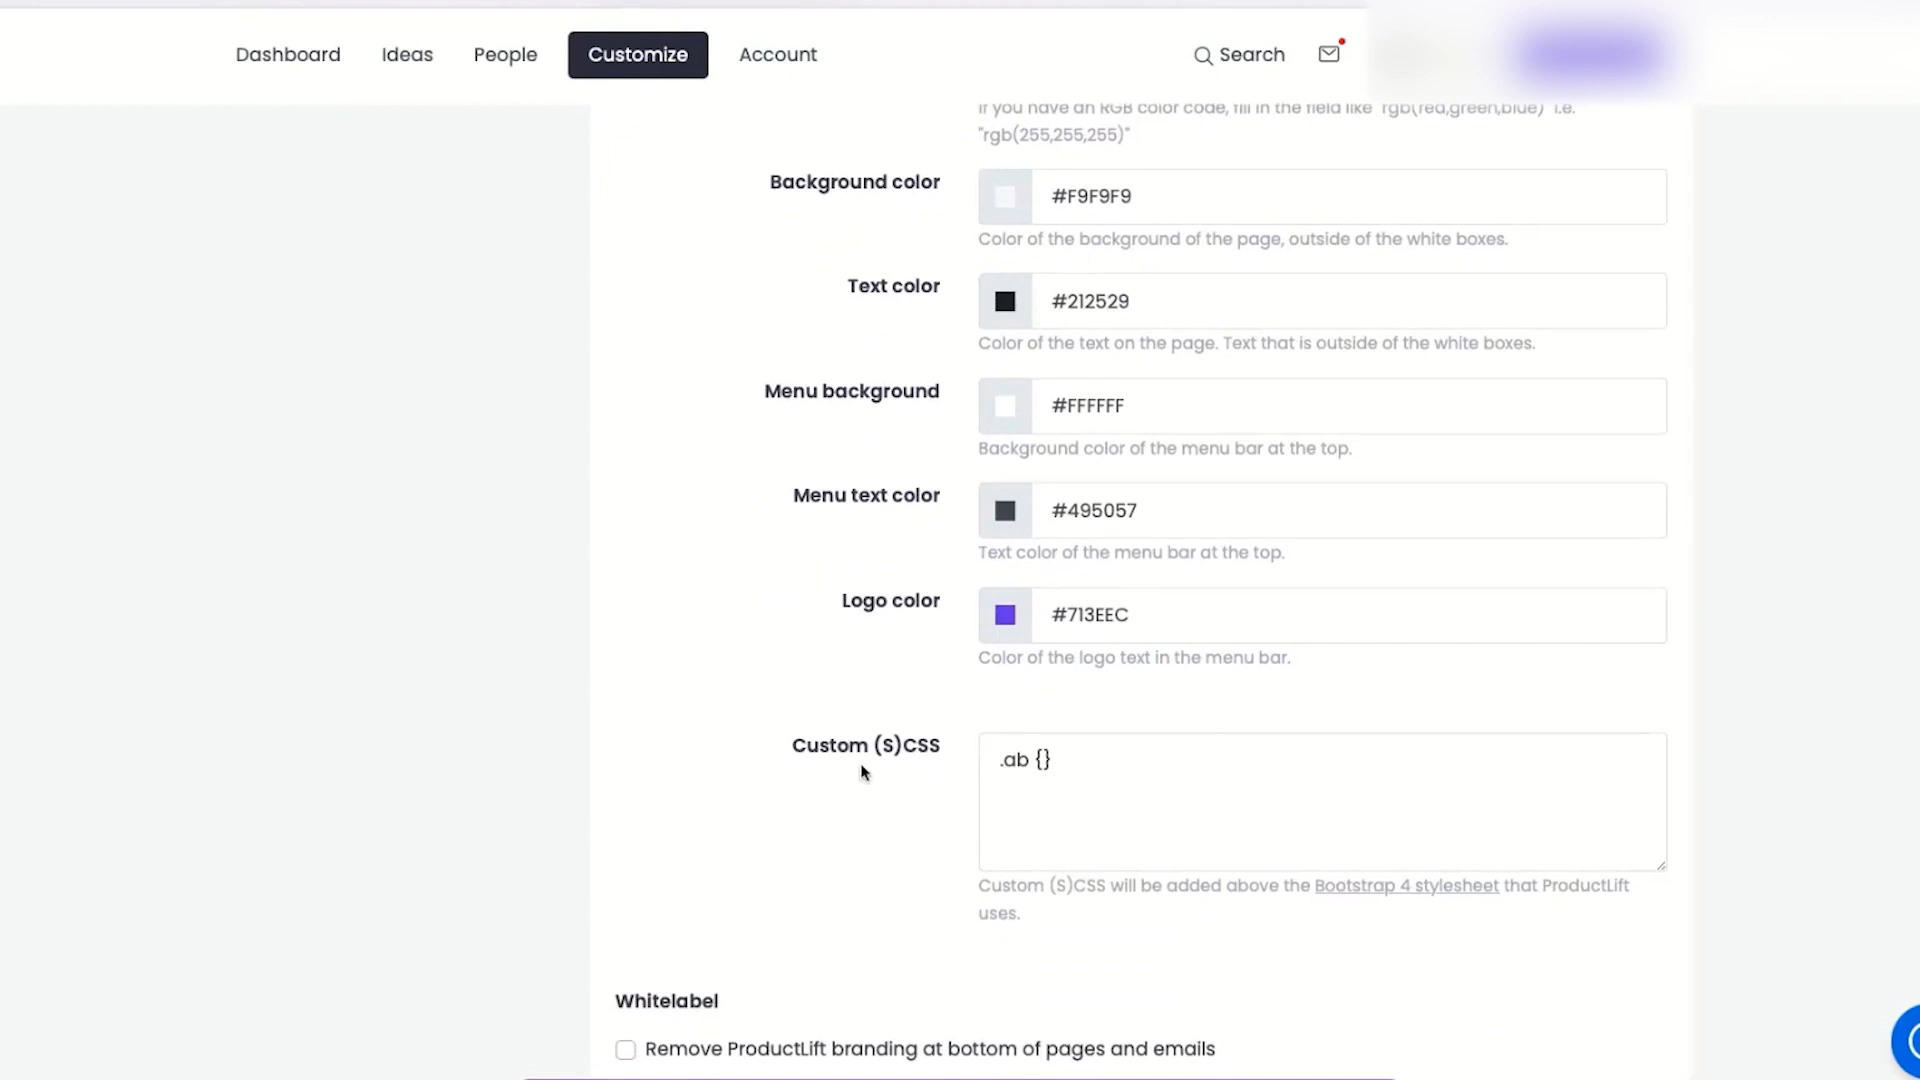 Dashboard Ideas People Customize Account Search
If you have an RGB color code, fill in the field like "rgb(red,green,blue)" i.e.
"rgb(255,255,255)"
Background color
#F9F9F9
Color of the background of the page, outside of the white boxes.
Text color
#212529
Color of the text on the page. Text that is outside of the white boxes.
Menu background
#FFFFFF
Background color of the menu bar at the top.
Menu text color
#495057
Text color of the menu bar at the top.
Logo color
#713EEC
Color of the logo text in the menu bar.
Custom (S)CSS
.ab {}
Custom (S)CSS will be added above the Bootstrap 4 stylesheet that ProductLift
uses.
Whitelabel
Remove ProductLift branding at bottom of pages and emails